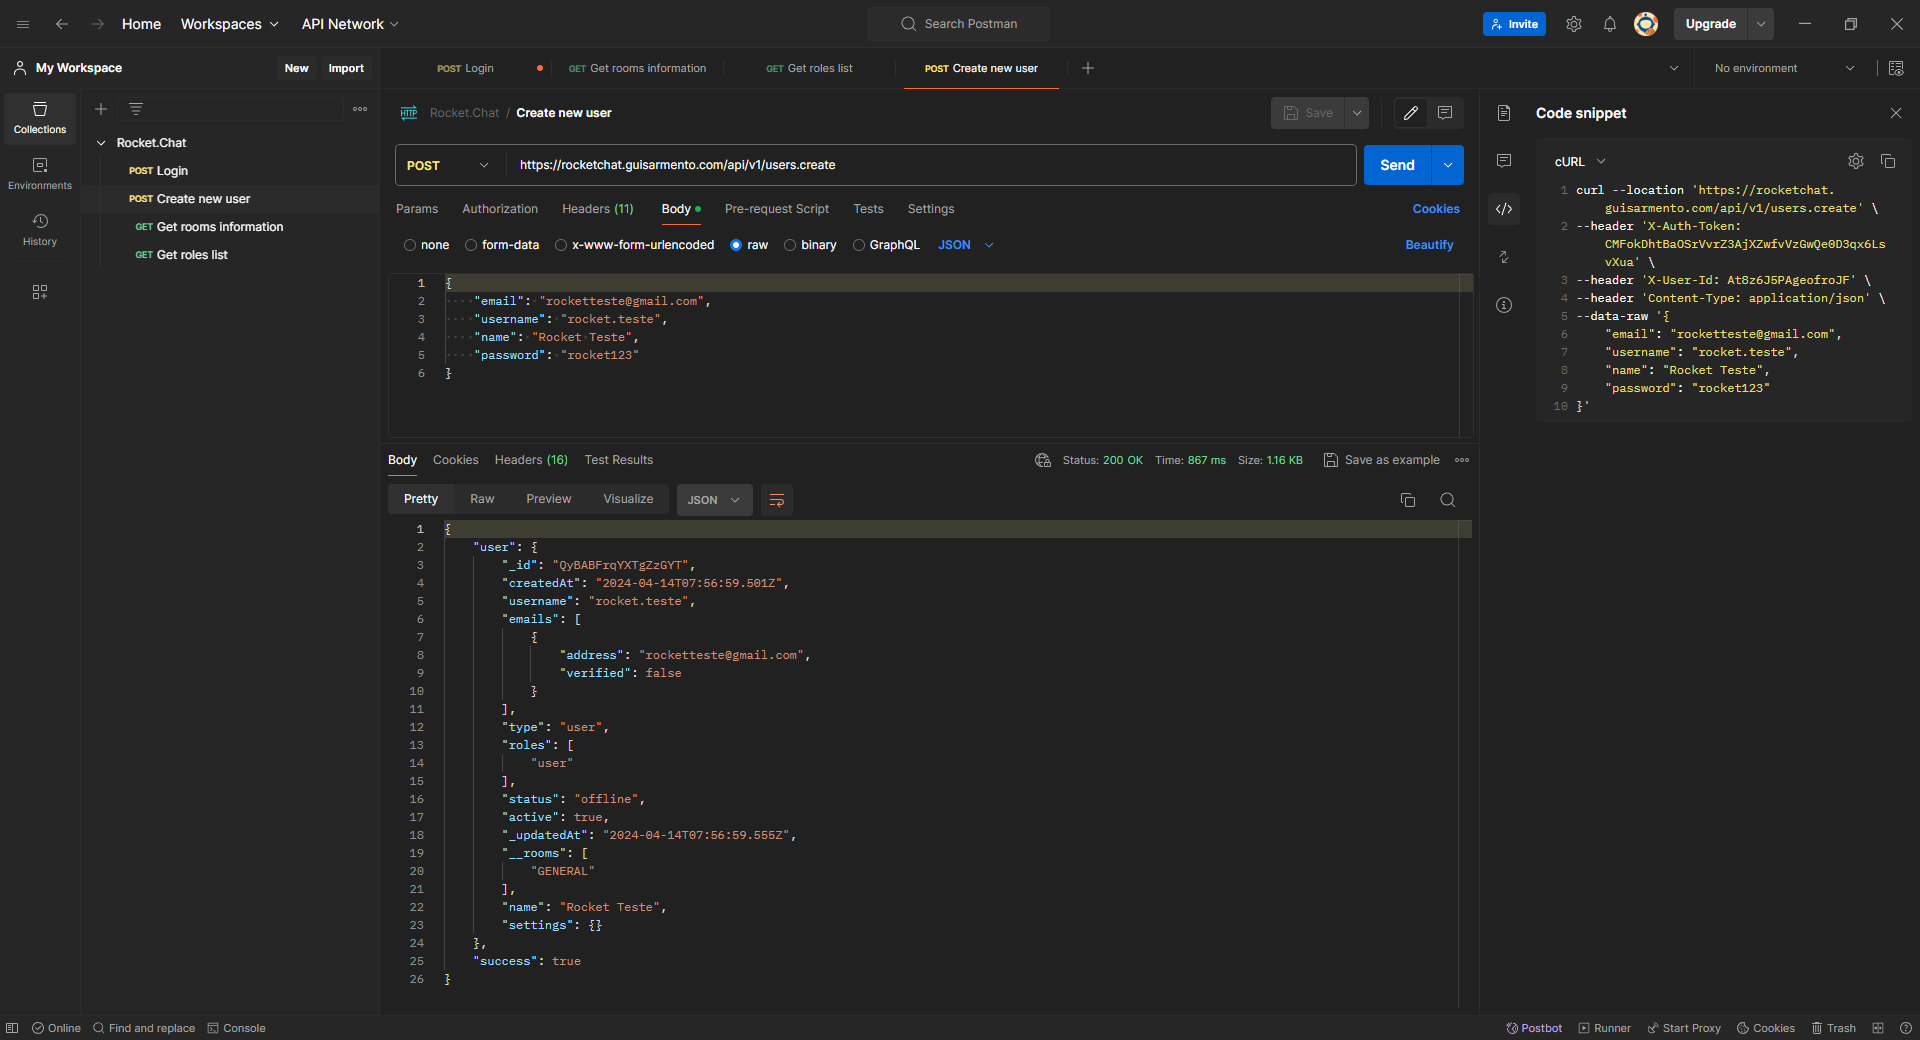 Home
Workspaces
API Network
Search Postman
Invite
Upgrade
My Workspace
New
Import
POST Login
GET Get rooms information
GET Get roles list
POST Create new user
No environment
Collections
Environments
History
Rocket.Chat
POST Login
POST Create new user
GET Get rooms information
GET Get roles list
HTTP Rocket.Chat / Create new user
Save
POST
https://rocketchat.guisarmento.com/api/v1/users.create
Send
Params
Authorization
Headers (11)
Body
Pre-request Script
Tests
Settings
Cookies
none
form-data
x-www-form-urlencoded
raw
binary
GraphQL
JSON
Beautify
1 {
2 "email": "rocketteste@gmail.com",
3 "username": "rocket.teste",
4 "name": "Rocket Teste",
5 "password": "rocket123"
6 }
Body
Cookies
Headers (16)
Test Results
Status: 200 OK
Time: 867 ms
Size: 1.16 KB
Save as example
Pretty
Raw
Preview
Visualize
JSON
1 {
2 "user": {
3 "_id": "QyBABFrqYXTgZzGYT",
4 "createdAt": "2024-04-14T07:56:59.501Z",
5 "username": "rocket.teste",
6 "emails": [
7 {
8 "address": "rocketteste@gmail.com",
9 "verified": false
10 }
11 ],
12 "type": "user",
13 "roles": [
14 "user"
15 ],
16 "status": "offline",
17 "active": true,
18 "_updatedAt": "2024-04-14T07:56:59.555Z",
19 "__rooms": [
20 "GENERAL"
21 ],
22 "name": "Rocket Teste",
23 "settings": {}
24 },
25 "success": true
26 }
Code snippet
cURL
1 curl --location 'https://rocketchat.
guisarmento.com/api/v1/users.create' \
2 --header 'X-Auth-Token:
CMFokDhtBaOSrVvrZ3AjXZwfvVzGwQe0D3qx6Ls
vXua' \
3 --header 'X-User-Id: At8z6J5PAgeofroJF' \
4 --header 'Content-Type: application/json' \
5 --data-raw '{
6 "email": "rocketteste@gmail.com",
7 "username": "rocket.teste",
8 "name": "Rocket Teste",
9 "password": "rocket123"
10 }'
Online
Find and replace
Console
Postbot
Runner
Start Proxy
Cookies
Trash